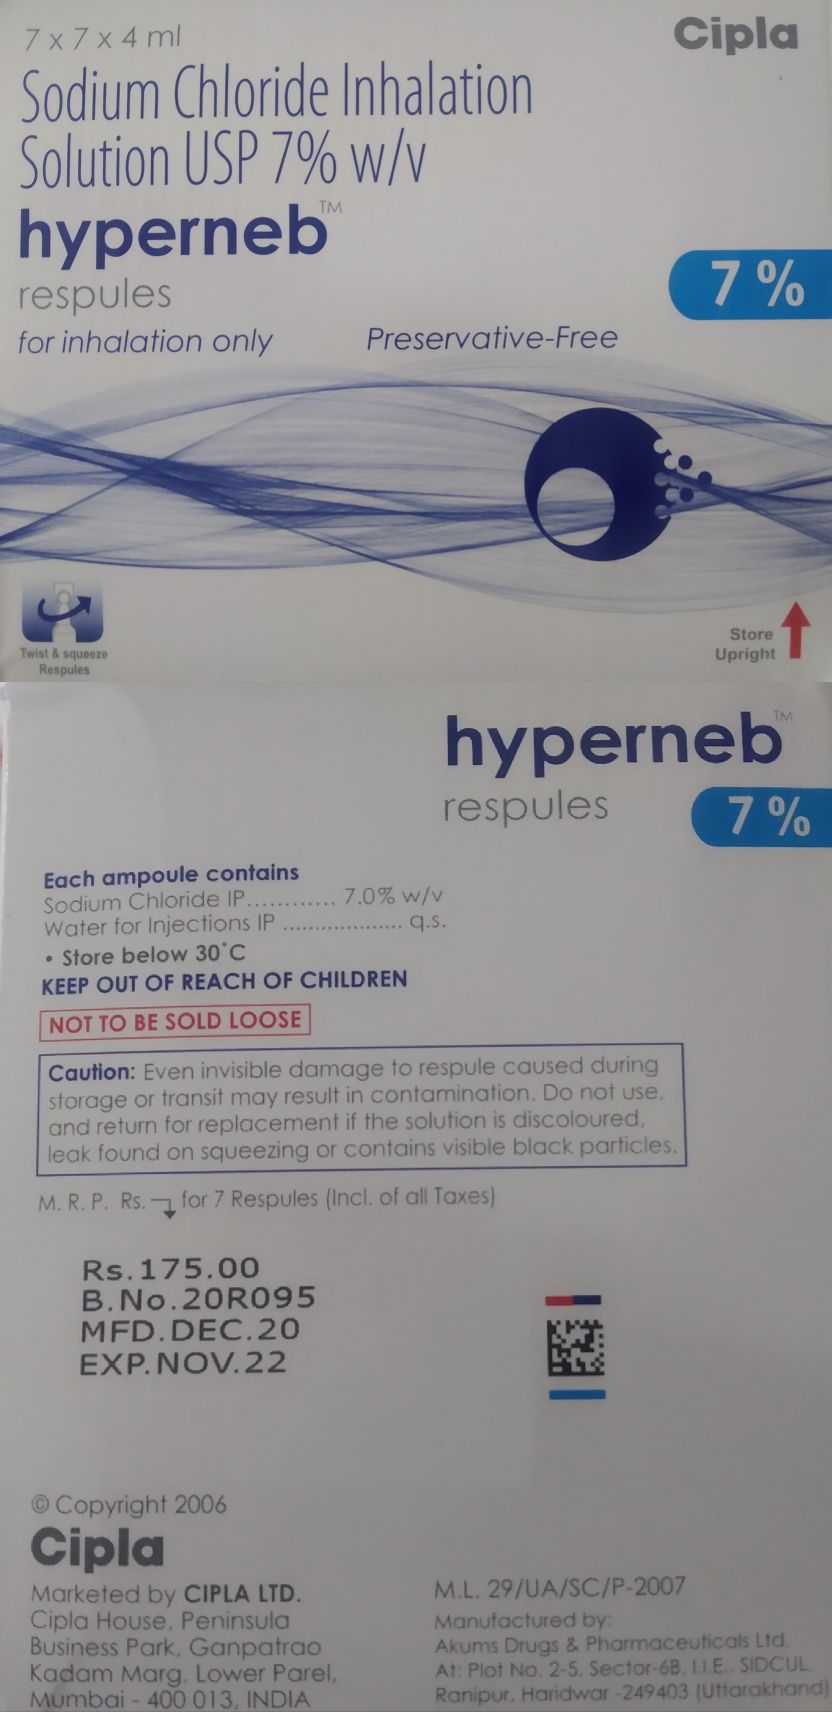 7 x 7 x 4 ml
Cipla
Sodium Chloride Inhalation
Solution USP 7% w/v
hyperneb™
respules
7 %
for inhalation only
Preservative-Free
Twist & squeeze
Respules
Store
Upright
hyperneb™
respules
7 %
Each ampoule contains
Sodium Chloride IP............ 7.0% w/v
Water for Injections IP ................... q.s.
• Store below 30°C
KEEP OUT OF REACH OF CHILDREN
NOT TO BE SOLD LOOSE
Caution: Even invisible damage to respule caused during
storage or transit may result in contamination. Do not use,
and return for replacement if the solution is discoloured,
leak found on squeezing or contains visible black particles.
M. R. P. Rs. for 7 Respules (Incl. of all Taxes)
Rs.175.00
B.No.20R095
MFD.DEC.20
EXP.NOV.22
© Copyright 2006
Cipla
Marketed by CIPLA LTD.
Cipla House, Peninsula
Business Park, Ganpatrao
Kadam Marg, Lower Parel,
Mumbai - 400 013, INDIA
M.L. 29/UA/SC/P-2007
Manufactured by:
Akums Drugs & Pharmaceuticals Ltd.
At: Plot No. 2-5, Sector-6B, I.I.E., SIDCUL,
Ranipur, Haridwar -249403 (Uttarakhand)